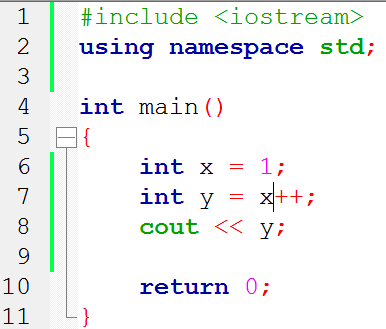 1 #include <iostream>
2 using namespace std;
3
4 int main()
5 {
6 int x = 1;
7 int y = x++;
8 cout << y;
9
10 return 0;
11 }